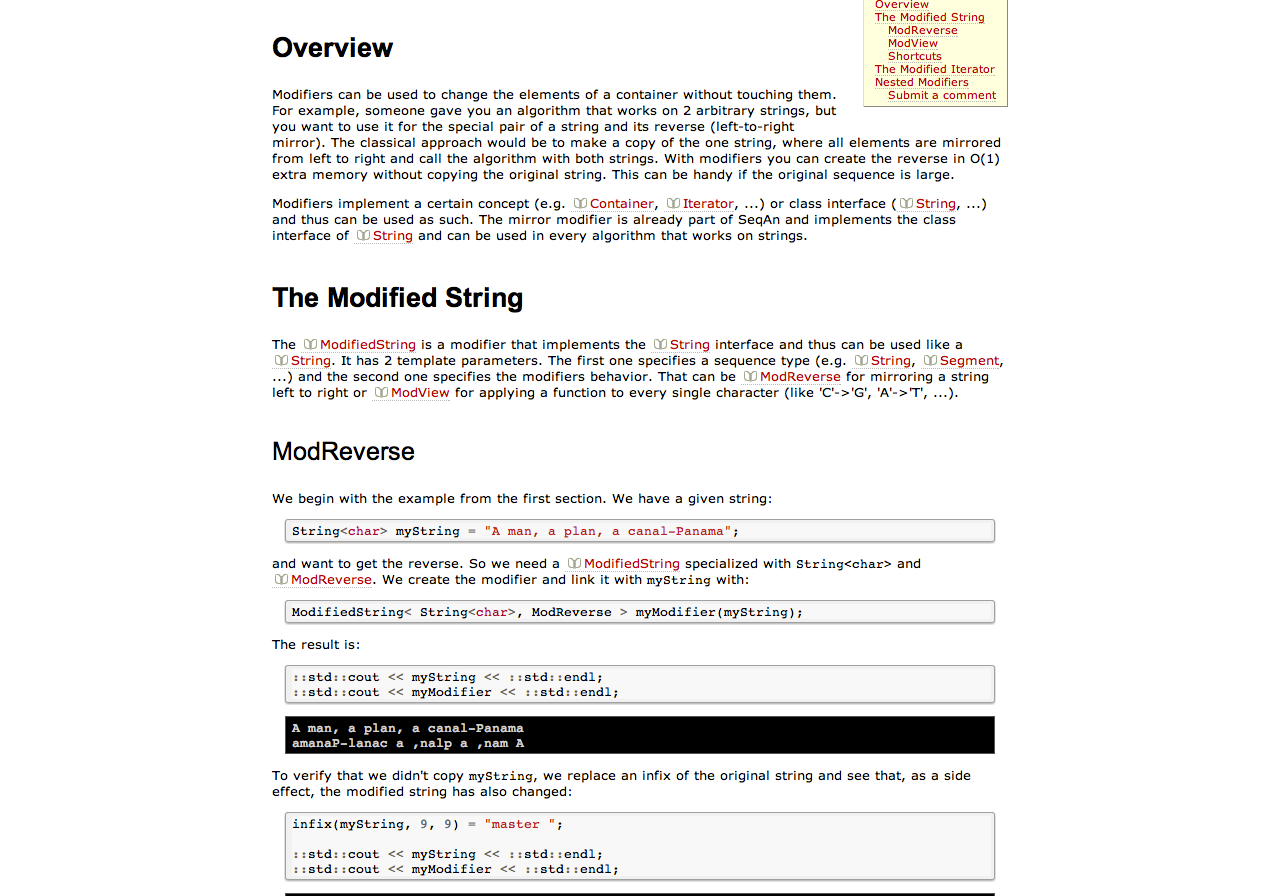 Overview
The Modified String
ModReverse
ModView
Shortcuts
The Modified Iterator
Nested Modifiers
Submit a comment
Overview
Modifiers can be used to change the elements of a container without touching them.
For example, someone gave you an algorithm that works on 2 arbitrary strings, but
you want to use it for the special pair of a string and its reverse (left-to-right
mirror). The classical approach would be to make a copy of the one string, where all elements are mirrored
from left to right and call the algorithm with both strings. With modifiers you can create the reverse in O(1)
extra memory without copying the original string. This can be handy if the original sequence is large.
Modifiers implement a certain concept (e.g. Container, Iterator, ...) or class interface ( String, ...)
and thus can be used as such. The mirror modifier is already part of SeqAn and implements the class
interface of String and can be used in every algorithm that works on strings.
The Modified String
The ModifiedString is a modifier that implements the String interface and thus can be used like a
String. It has 2 template parameters. The first one specifies a sequence type (e.g. String, Segment,
...) and the second one specifies the modifiers behavior. That can be ModReverse for mirroring a string
left to right or ModView for applying a function to every single character (like 'C'->'G', 'A'->'T', ...).
ModReverse
We begin with the example from the first section. We have a given string:
String<char> myString = "A man, a plan, a canal-Panama";
and want to get the reverse. So we need a ModifiedString specialized with String<char> and
ModReverse. We create the modifier and link it with myString with:
ModifiedString< String<char>, ModReverse > myModifier(myString);
The result is:
::std::cout << myString << ::std::endl;
::std::cout << myModifier << ::std::endl;
A man, a plan, a canal-Panama
amanaP-lanac a ,nalp a ,nam A
To verify that we didn't copy myString, we replace an infix of the original string and see that, as a side
effect, the modified string has also changed:
infix(myString, 9, 9) = "master ";
::std::cout << myString << ::std::endl;
::std::cout << myModifier << ::std::endl;